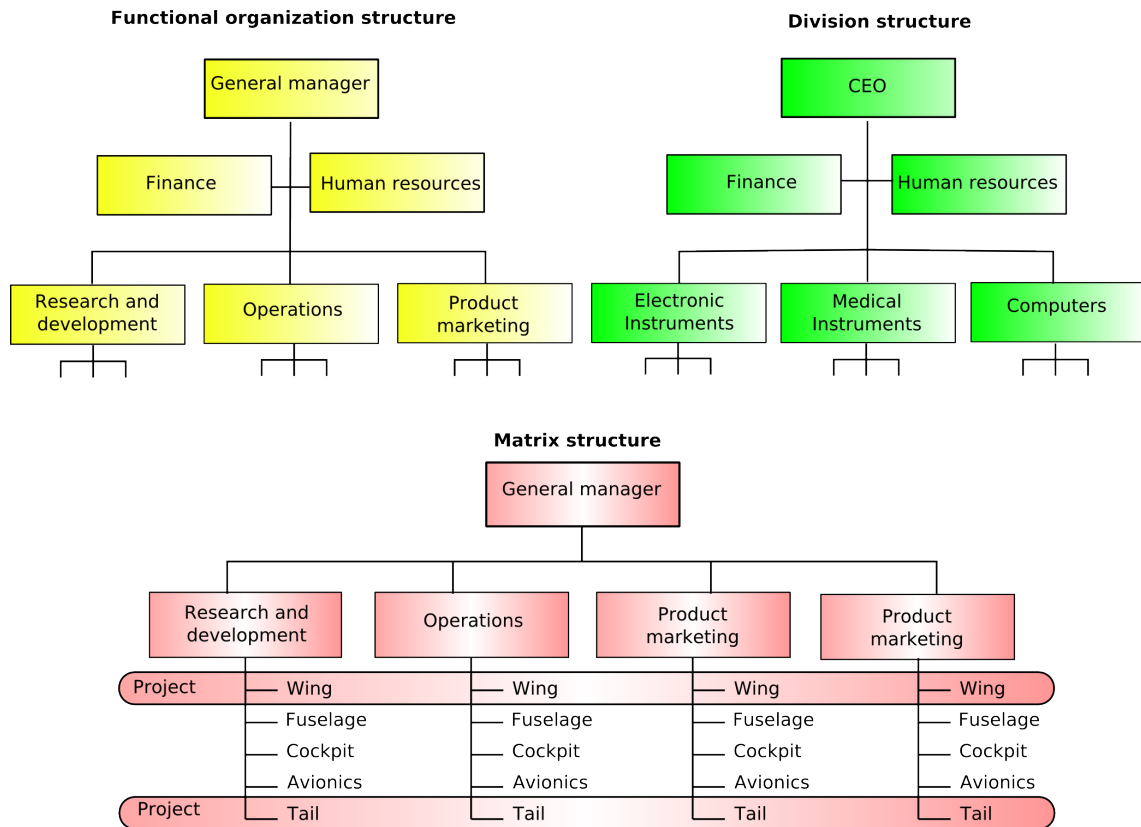 Functional organization structure
General manager
Finance
Human resources
Research and
development
Operations
Product
marketing
Division structure
CEO
Finance
Human resources
Electronic
Instruments
Medical
Instruments
Computers
Matrix structure
General manager
Research and
development
Operations
Product
marketing
Product
marketing
Project
Wing
Wing
Wing
Wing
Fuselage
Fuselage
Fuselage
Fuselage
Cockpit
Cockpit
Cockpit
Cockpit
Avionics
Avionics
Avionics
Avionics
Project
Tail
Tail
Tail
Tail